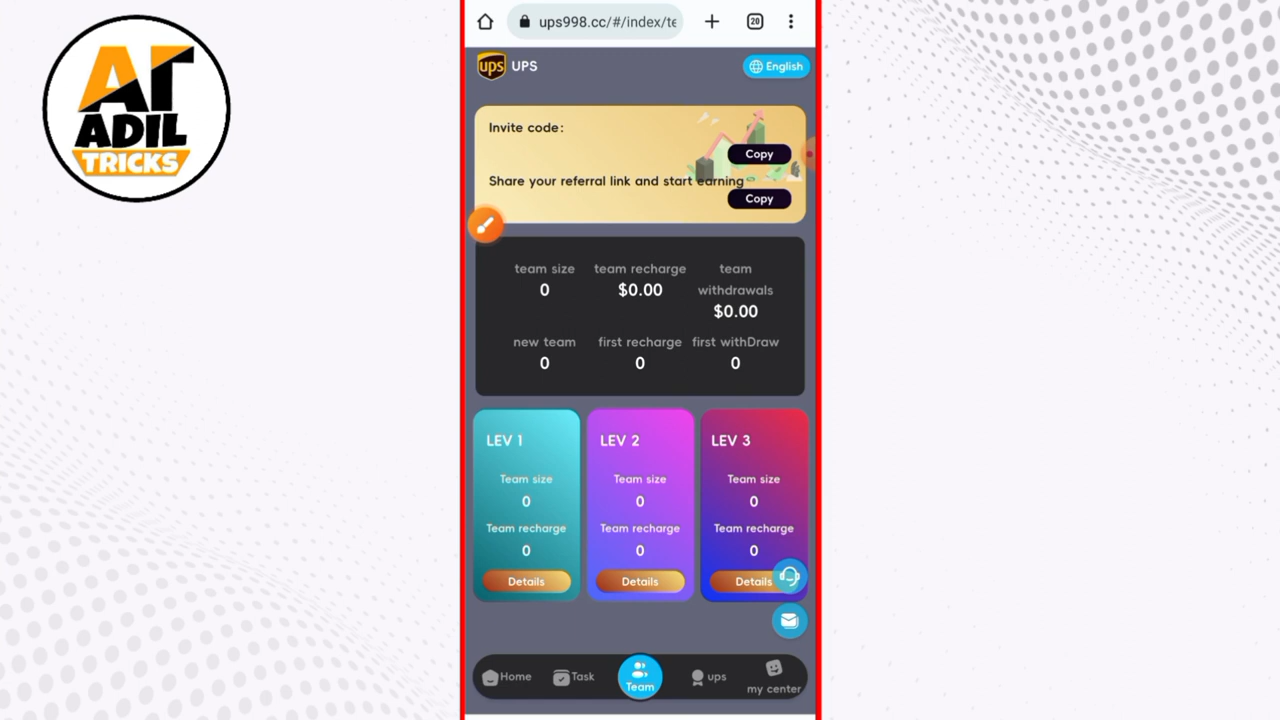 AT
ADIL
TRICKS
ups998.cc/#/index/te
20
ups UPS
English
Invite code:
Copy
Share your referral link and start earning
Copy
team size
0
team recharge
$0.00
team
withdrawals
$0.00
new team
0
first recharge
0
first withDraw
0
LEV 1
Team size
0
Team recharge
0
Details
LEV 2
Team size
0
Team recharge
0
Details
LEV 3
Team size
0
Team recharge
0
Details
Home
Task
Team
ups
my center